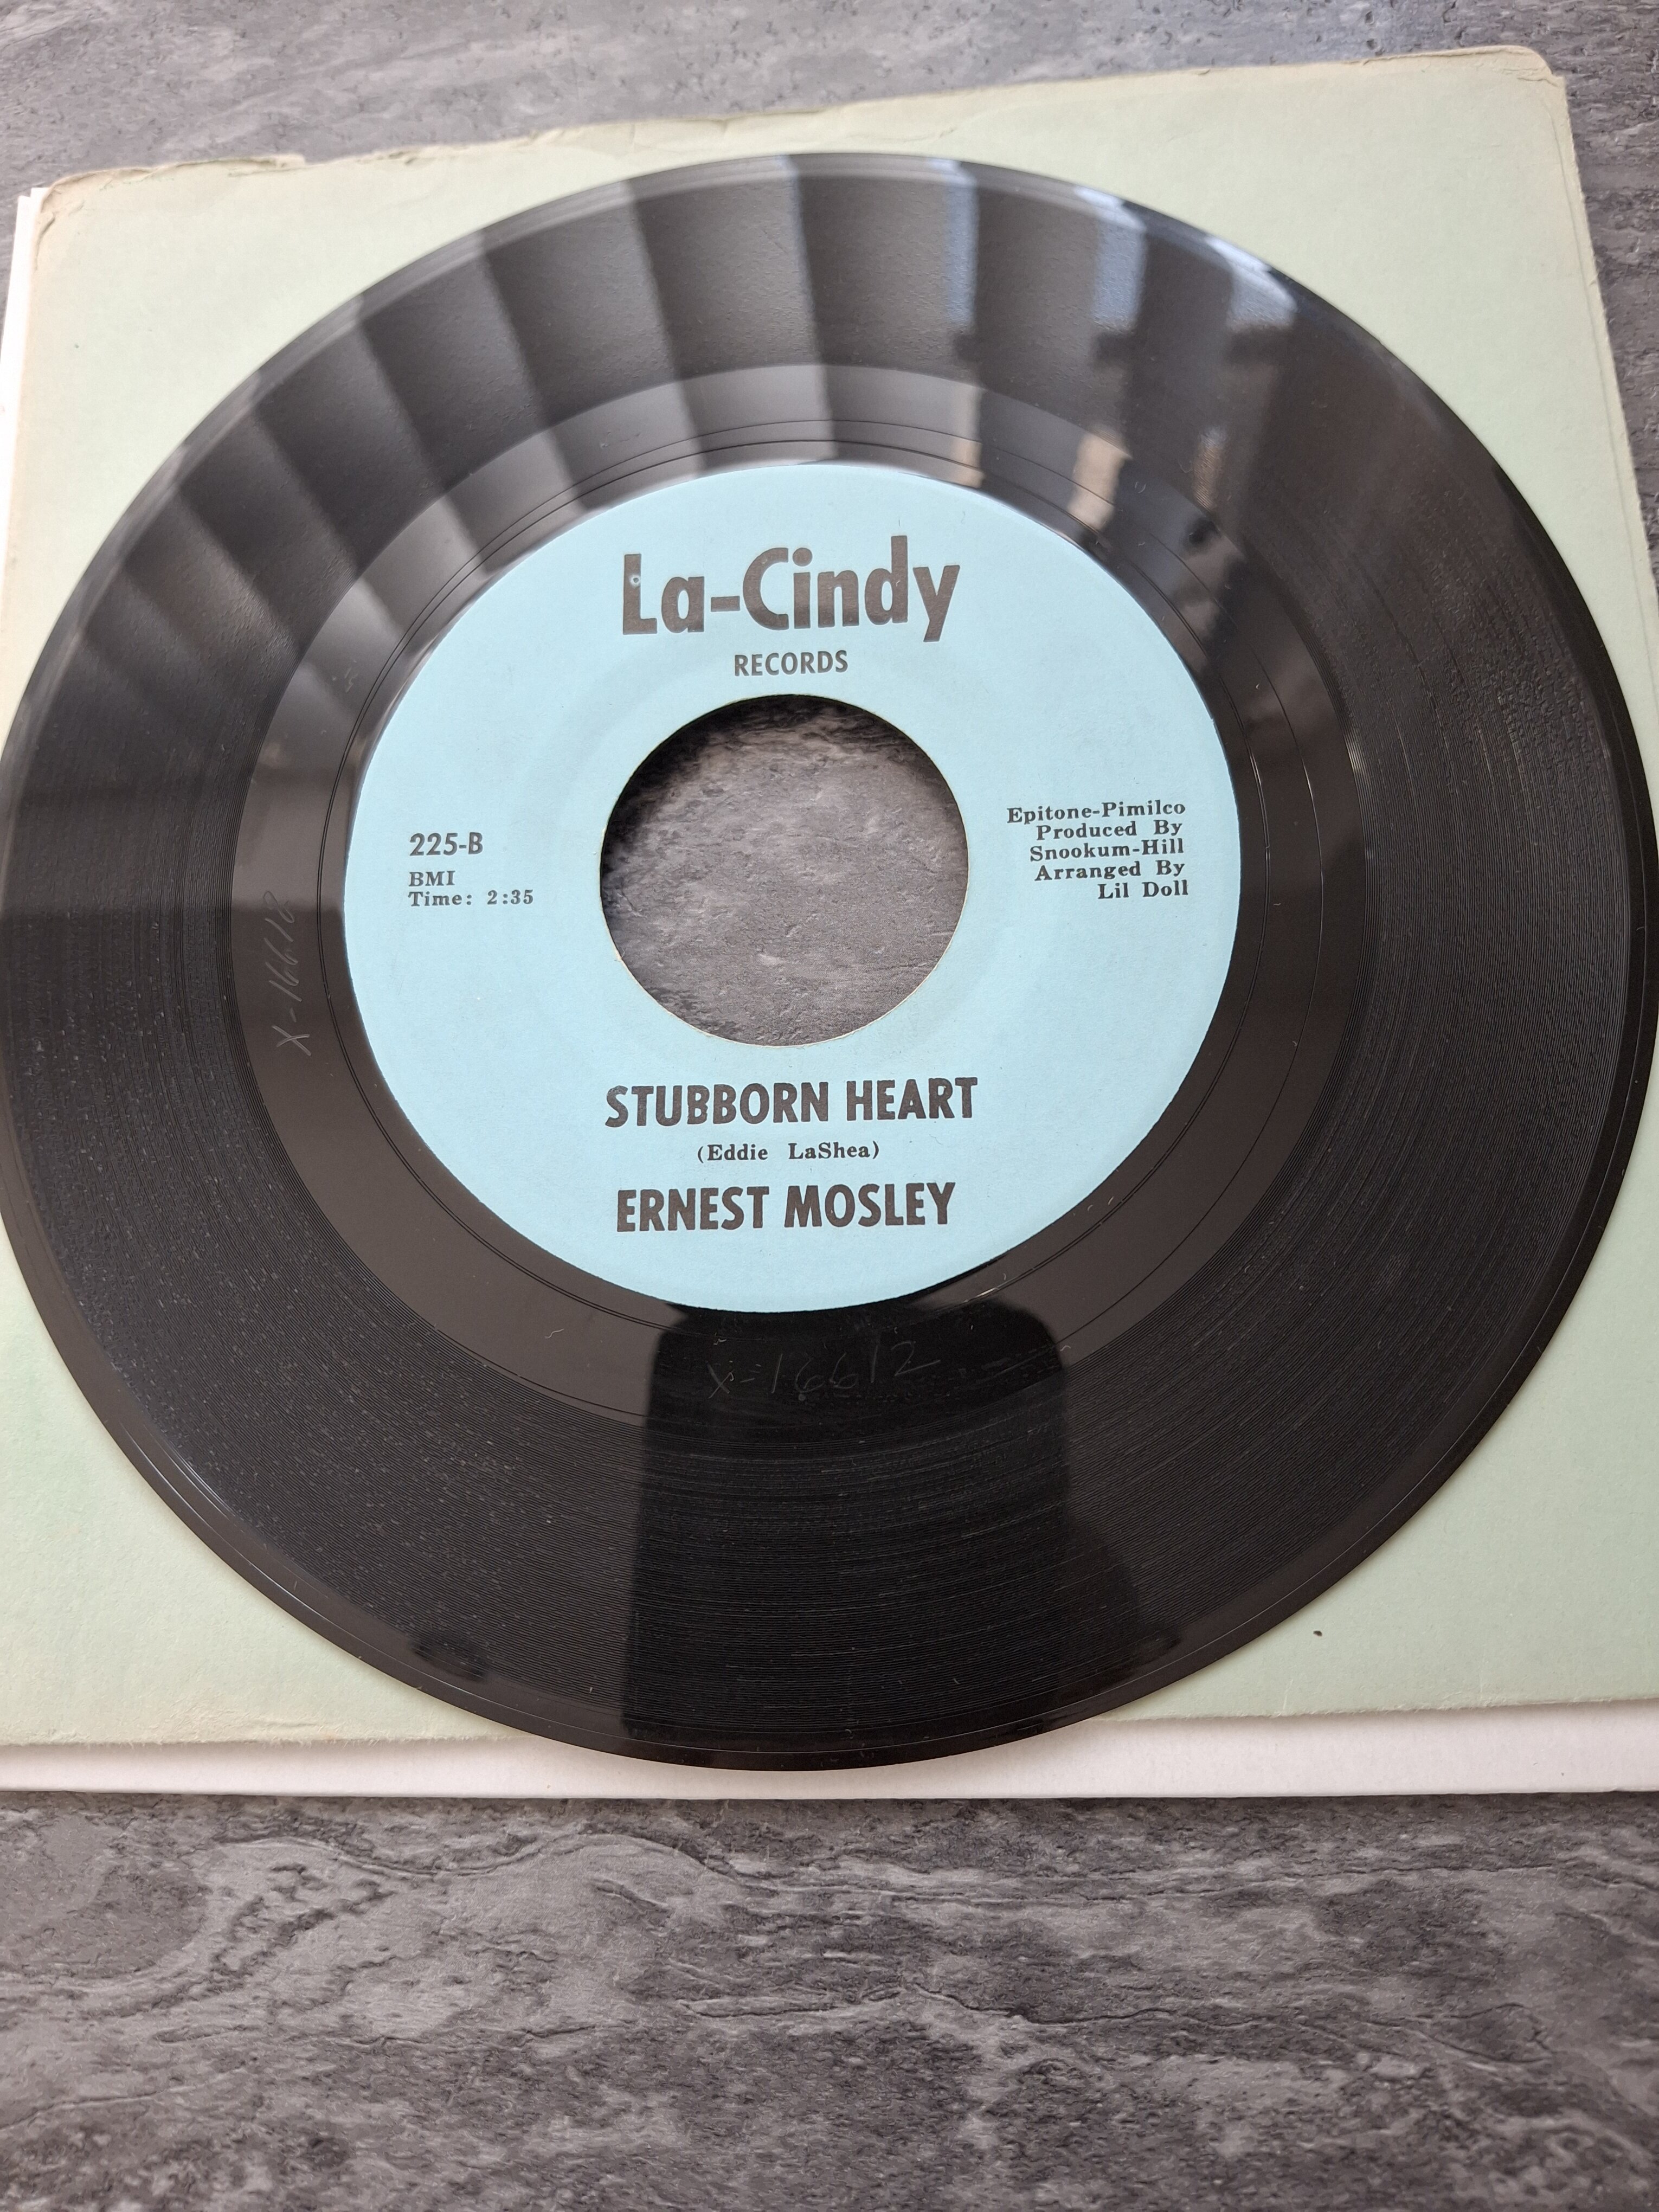 La-Cindy
RECORDS
225-B
BMI
Time: 2:35
Epitone-Pimilco
Produced By
Snookum-Hill
Arranged By
Lil Doll
STUBBORN HEART
(Eddie LaShea)
ERNEST MOSLEY
X-16612
X-16612